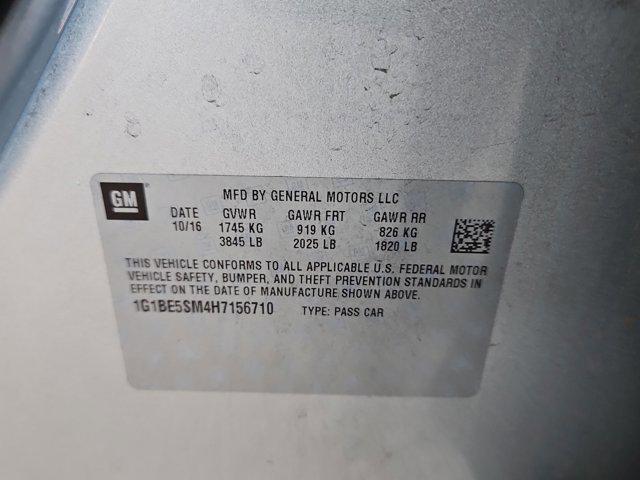 GM
MFD BY GENERAL MOTORS LLC
DATE GVWR GAWR FRT GAWR RR
10/16 1745 KG 919 KG 826 KG
3845 LB 2025 LB 1820 LB
THIS VEHICLE CONFORMS TO ALL APPLICABLE U.S. FEDERAL MOTOR
VEHICLE SAFETY, BUMPER, AND THEFT PREVENTION STANDARDS IN
EFFECT ON THE DATE OF MANUFACTURE SHOWN ABOVE.
1G1BE5SM4H7156710 TYPE: PASS CAR